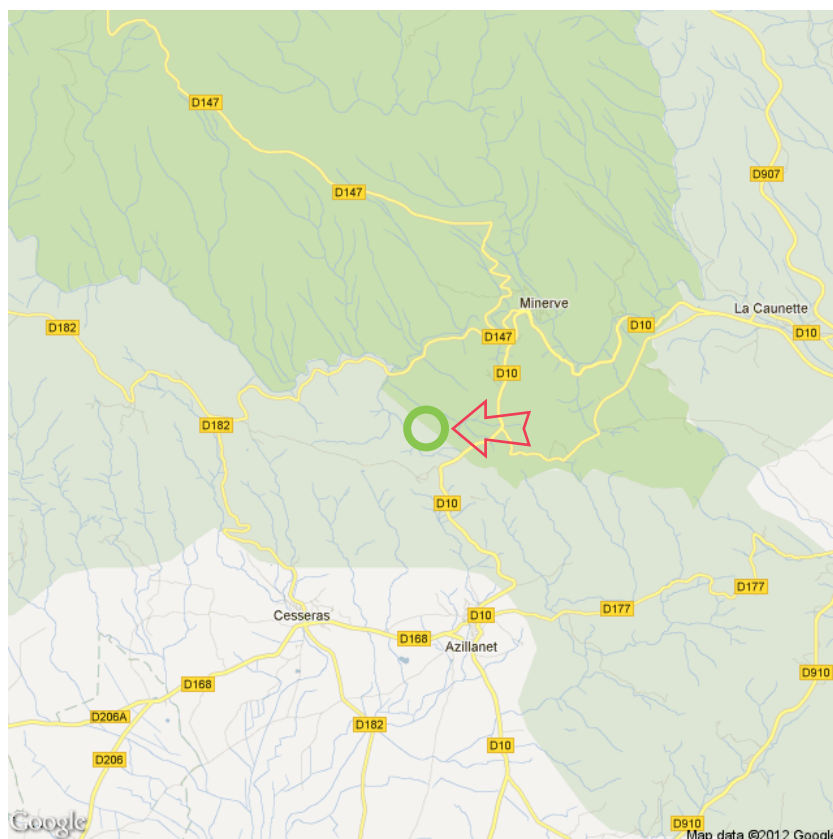 D147
D147
D907
Minerve
La Caunette
D182
D147
D10
D10
D10
D182
D10
D177
D177
Cesseras
D10
D168
Azillanet
D910
D168
D206A
D182
D10
D206
D910
Google
Map data ©2012 Google